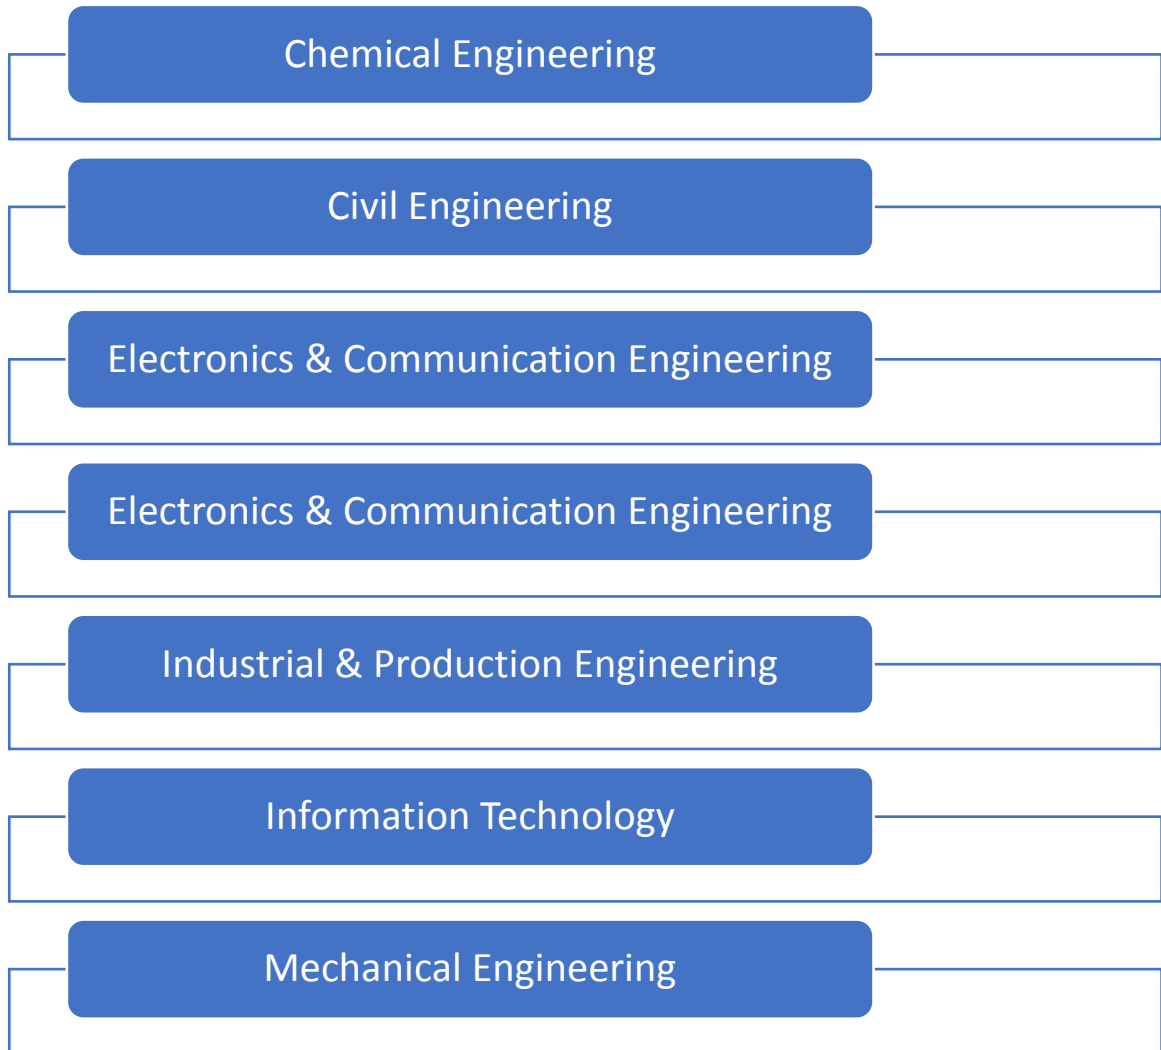 Chemical Engineering
Civil Engineering
Electronics & Communication Engineering
Electronics & Communication Engineering
Industrial & Production Engineering
Information Technology
Mechanical Engineering